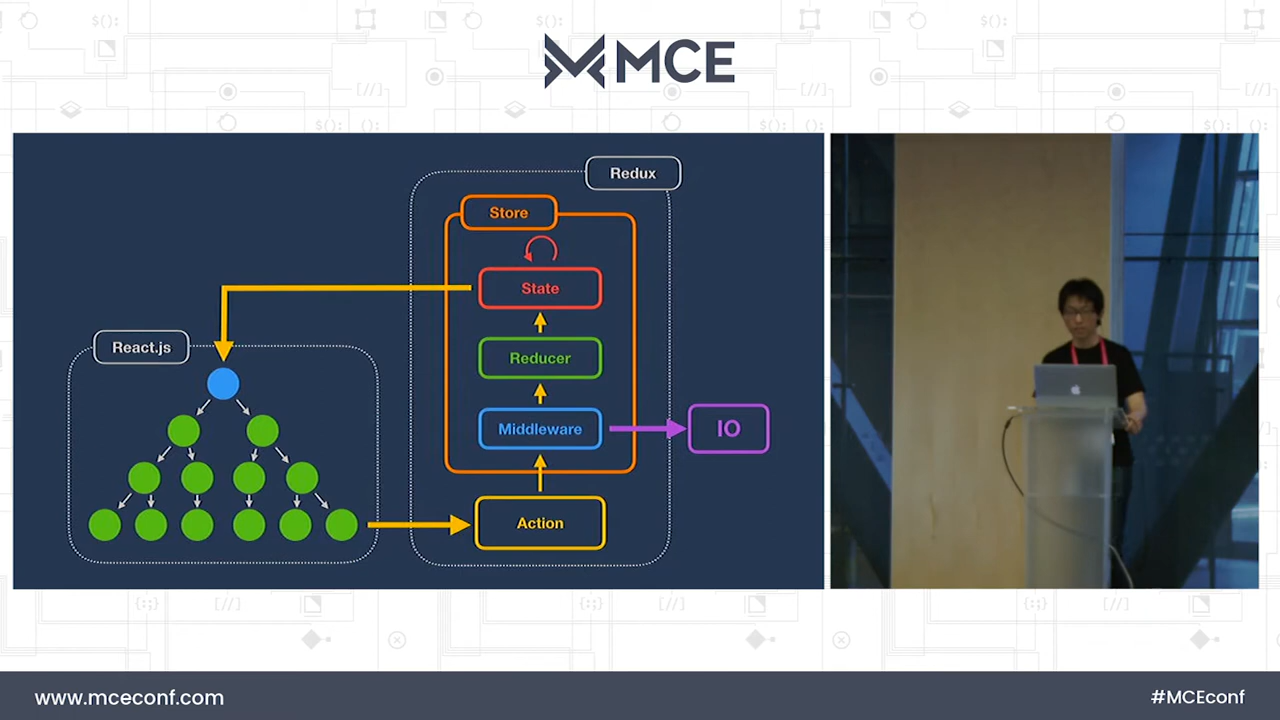 MCE
Redux
Store
State
React.js
Reducer
Middleware
IO
Action
www.mceconf.com
#MCEconf